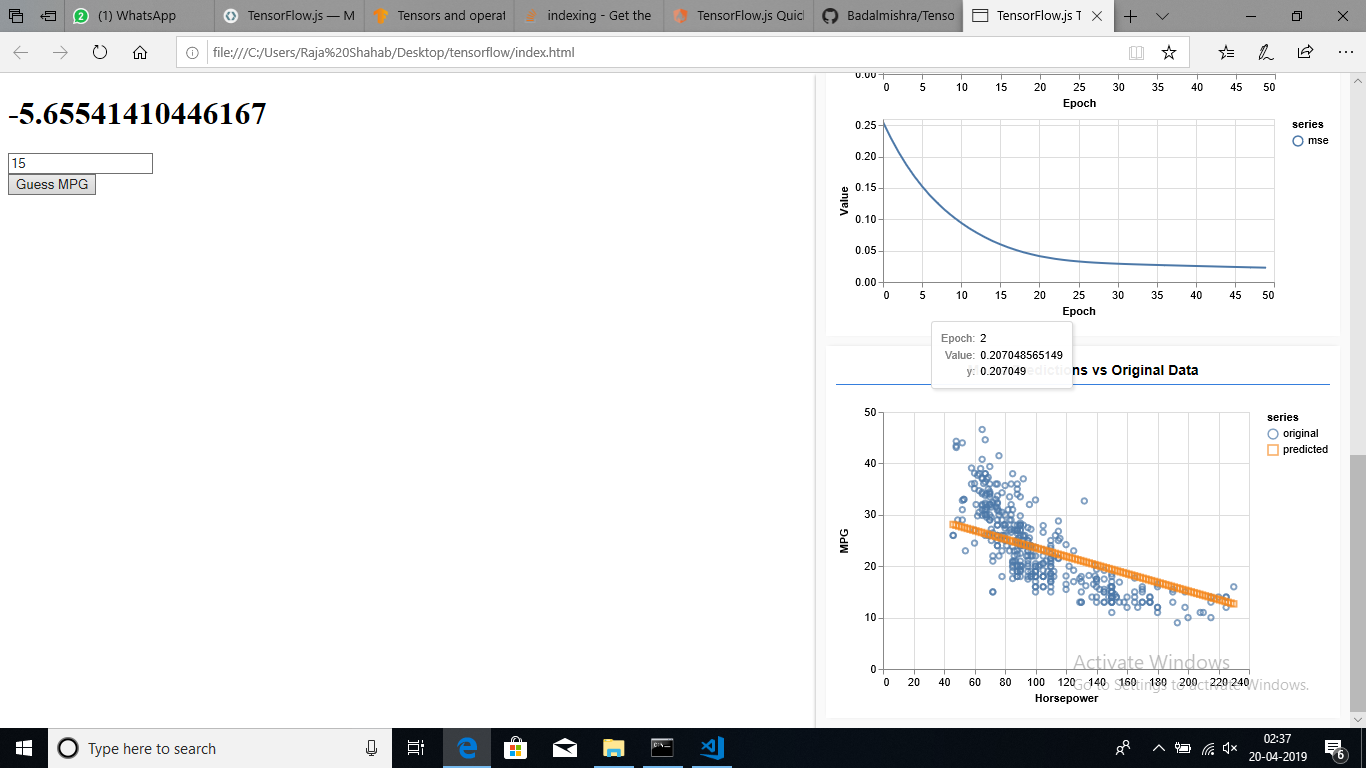 (1) WhatsApp
TensorFlow.js — M
Tensors and operat
indexing - Get the
TensorFlow.js Quic
Badalmishra/Tenso
TensorFlow.js T
file:///C:/Users/Raja%20Shahab/Desktop/tensorflow/index.html
-5.65541410446167
15
Guess MPG
0.00
0 5 10 15 20 25 30 35 40 45 50
Epoch
0.25
0.20
0.15
0.10
0.05
0.00
Value
0 5 10 15 20 25 30 35 40 45 50
Epoch
series
mse
Epoch: 2
Value: 0.207048565149
y: 0.207049
ictions vs Original Data
50
40
30
20
10
0
MPG
0 20 40 60 80 100 120 140 160 180 200 220 240
Horsepower
series
original
predicted
Activate Windows
Go to Settings to activate Windows.
Type here to search
02:37
20-04-2019
6